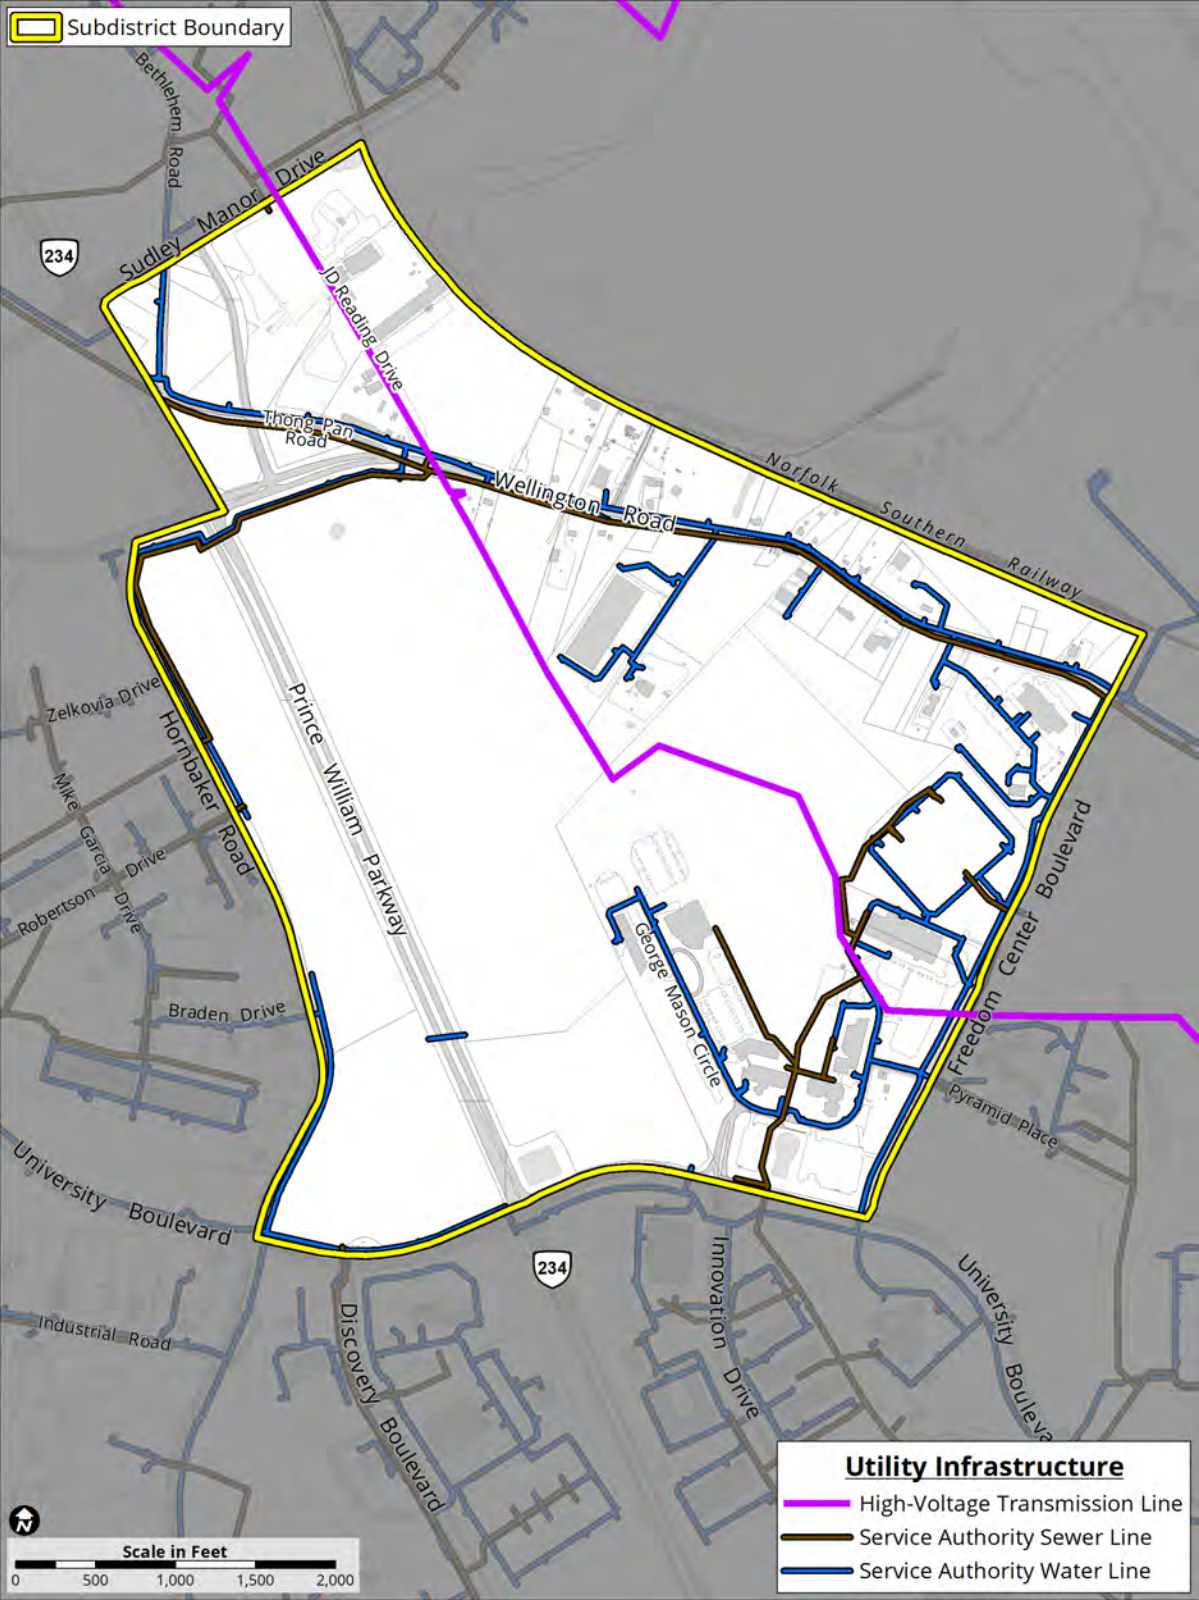 Subdistrict Boundary
Bethlehem Road
Sudley Manor Drive
234
JD Reading Drive
Thong Pan
Road
Wellington Road
Norfolk Southern Railway
Zelkovia Drive
Hornbaker Road
Prince William Parkway
Mike Garcia Drive
Robertson Drive
Braden Drive
George Mason Circle
Freedom Center Boulevard
Pyramid Place
University Boulevard
234
Innovation Drive
University Bouleva
Industrial Road
Discovery Boulevard
Utility Infrastructure
High-Voltage Transmission Line
Service Authority Sewer Line
Service Authority Water Line
N
Scale in Feet
0 500 1,000 1,500 2,000